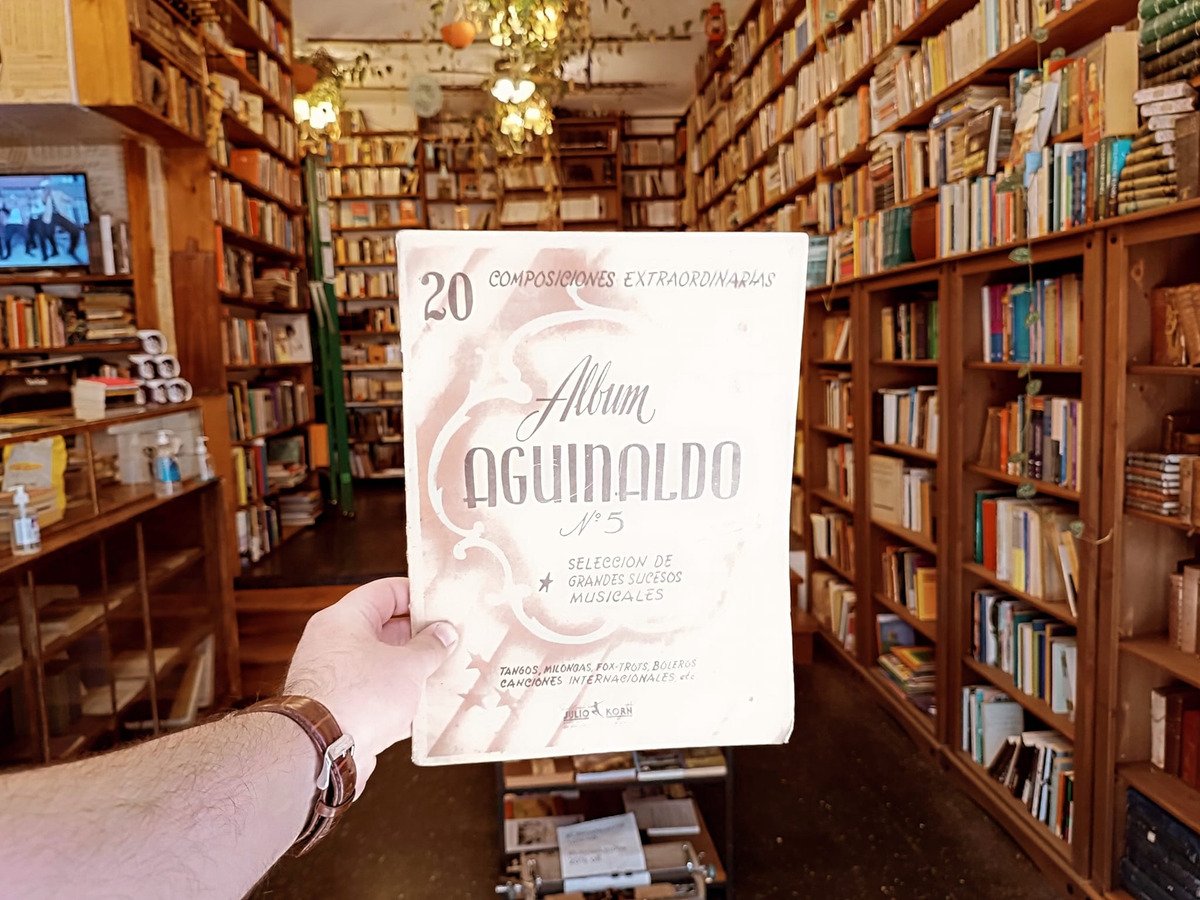 20 COMPOSICIONES EXTRAORDINARIAS
Album
AGUINALDO
Nº 5
SELECCION DE
GRANDES SUCESOS
MUSICALES
TANGOS, MILONGAS, FOX-TROTS, BOLEROS
CANCIONES INTERNACIONALES, etc
JULIO KORN